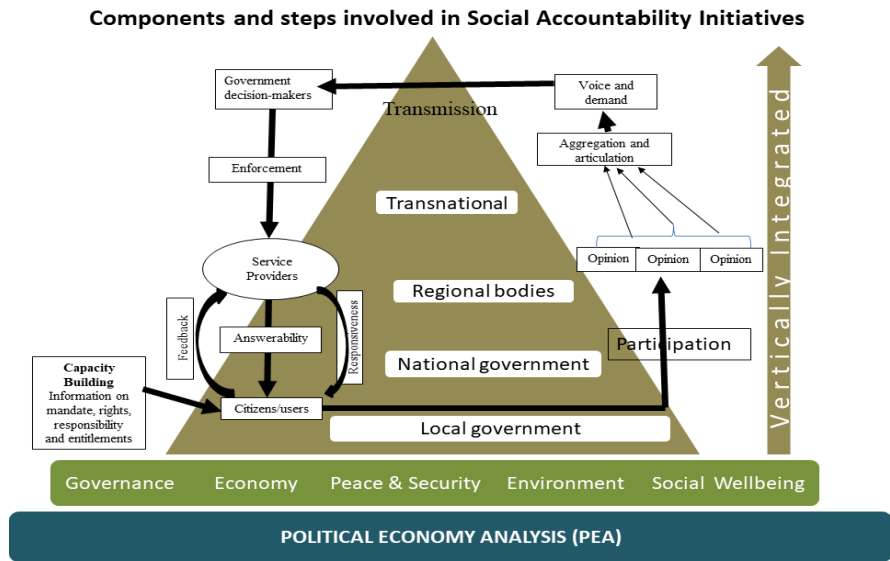 Components and steps involved in Social Accountability Initiatives
Government
decision-makers
Voice and
demand
Transmission
Aggregation and
articulation
Enforcement
Transnational
Service
Providers
Opinion
Opinion
Opinion
Regional bodies
Feedback
Answerability
Responsiveness
Participation
National government
Capacity
Building
Information on
mandate, rights,
responsibility
and entitlements
Citizens/users
Local government
Vertically Integrated
Governance
Economy
Peace & Security
Environment
Social Wellbeing
POLITICAL ECONOMY ANALYSIS (PEA)